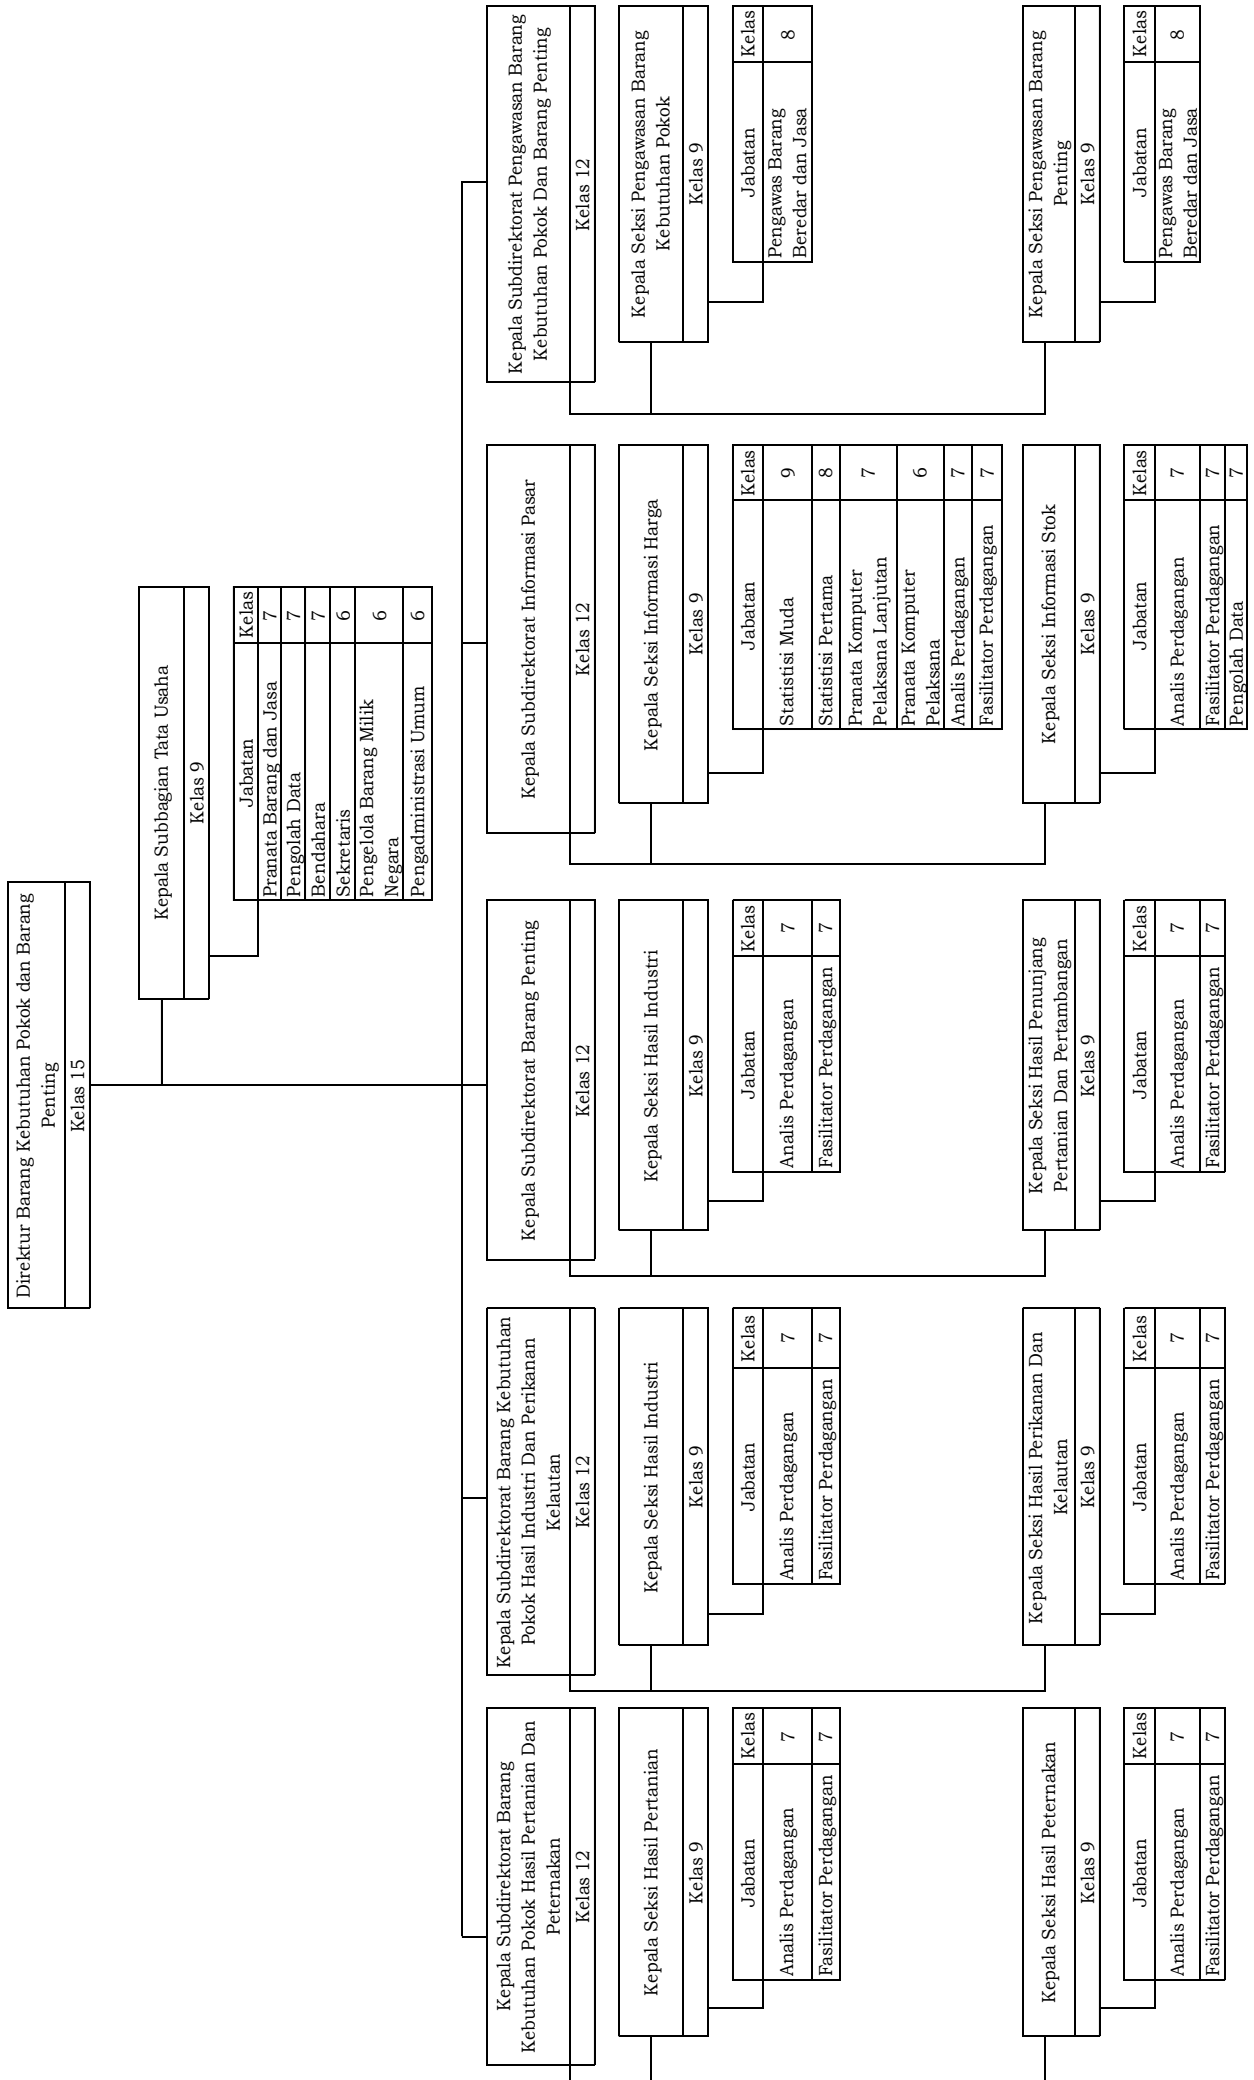 Direktur Barang Kebutuhan Pokok dan Barang
Penting
Kelas 15
Kepala Subbagian Tata Usaha
Kelas 9
Jabatan Kelas
Pranata Barang dan Jasa 7
Pengolah Data 7
Bendahara 7
Sekretaris 6
Pengelola Barang Milik
Negara 6
Pengadministrasi Umum 6
Kepala Subdirektorat Barang
Kebutuhan Pokok Hasil Pertanian Dan
Peternakan
Kelas 12
Kepala Seksi Hasil Pertanian
Kelas 9
Jabatan Kelas
Analis Perdagangan 7
Fasilitator Perdagangan 7
Kepala Seksi Hasil Peternakan
Kelas 9
Jabatan Kelas
Analis Perdagangan 7
Fasilitator Perdagangan 7
Kepala Subdirektorat Barang Kebutuhan
Pokok Hasil Industri Dan Perikanan
Kelautan
Kelas 12
Kepala Seksi Hasil Industri
Kelas 9
Jabatan Kelas
Analis Perdagangan 7
Fasilitator Perdagangan 7
Kepala Seksi Hasil Perikanan Dan
Kelautan
Kelas 9
Jabatan Kelas
Analis Perdagangan 7
Fasilitator Perdagangan 7
Kepala Subdirektorat Barang Penting
Kelas 12
Kepala Seksi Hasil Industri
Kelas 9
Jabatan Kelas
Analis Perdagangan 7
Fasilitator Perdagangan 7
Kepala Seksi Hasil Penunjang
Pertanian Dan Pertambangan
Kelas 9
Jabatan Kelas
Analis Perdagangan 7
Fasilitator Perdagangan 7
Kepala Subdirektorat Informasi Pasar
Kelas 12
Kepala Seksi Informasi Harga
Kelas 9
Jabatan Kelas
Statistisi Muda 9
Statistisi Pertama 8
Pranata Komputer
Pelaksana Lanjutan 7
Pranata Komputer
Pelaksana 6
Analis Perdagangan 7
Fasilitator Perdagangan 7
Kepala Seksi Informasi Stok
Kelas 9
Jabatan Kelas
Analis Perdagangan 7
Fasilitator Perdagangan 7
Pengolah Data 7
Kepala Subdirektorat Pengawasan Barang
Kebutuhan Pokok Dan Barang Penting
Kelas 12
Kepala Seksi Pengawasan Barang
Kebutuhan Pokok
Kelas 9
Jabatan Kelas
Pengawas Barang
Beredar dan Jasa 8
Kepala Seksi Pengawasan Barang
Penting
Kelas 9
Jabatan Kelas
Pengawas Barang
Beredar dan Jasa 8